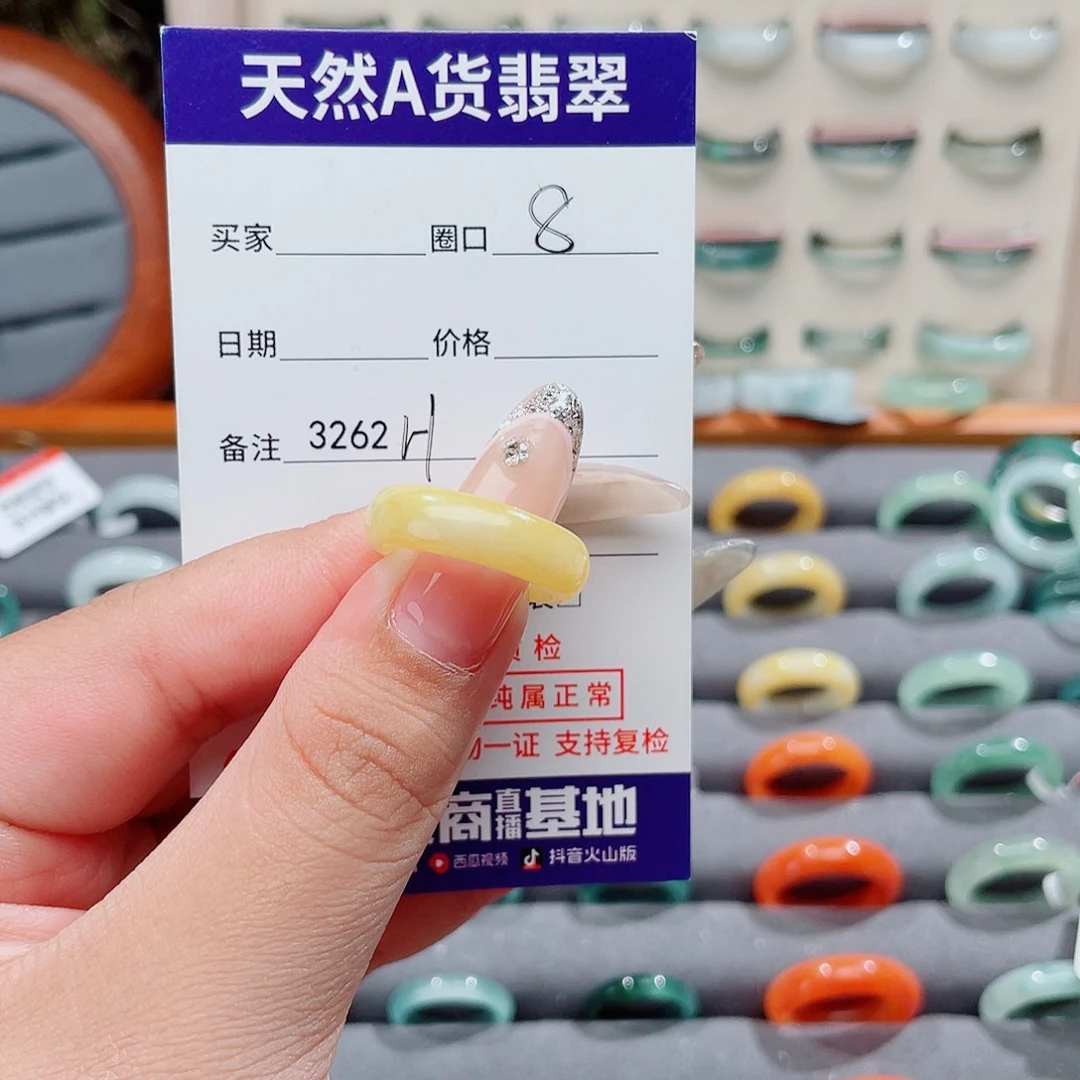 天然A货翡翠
买家 圈口 8
日期 价格
备注 3262 H
检
纯属正常
一证 支持复检
商直播基地
西瓜视频 抖音火山版